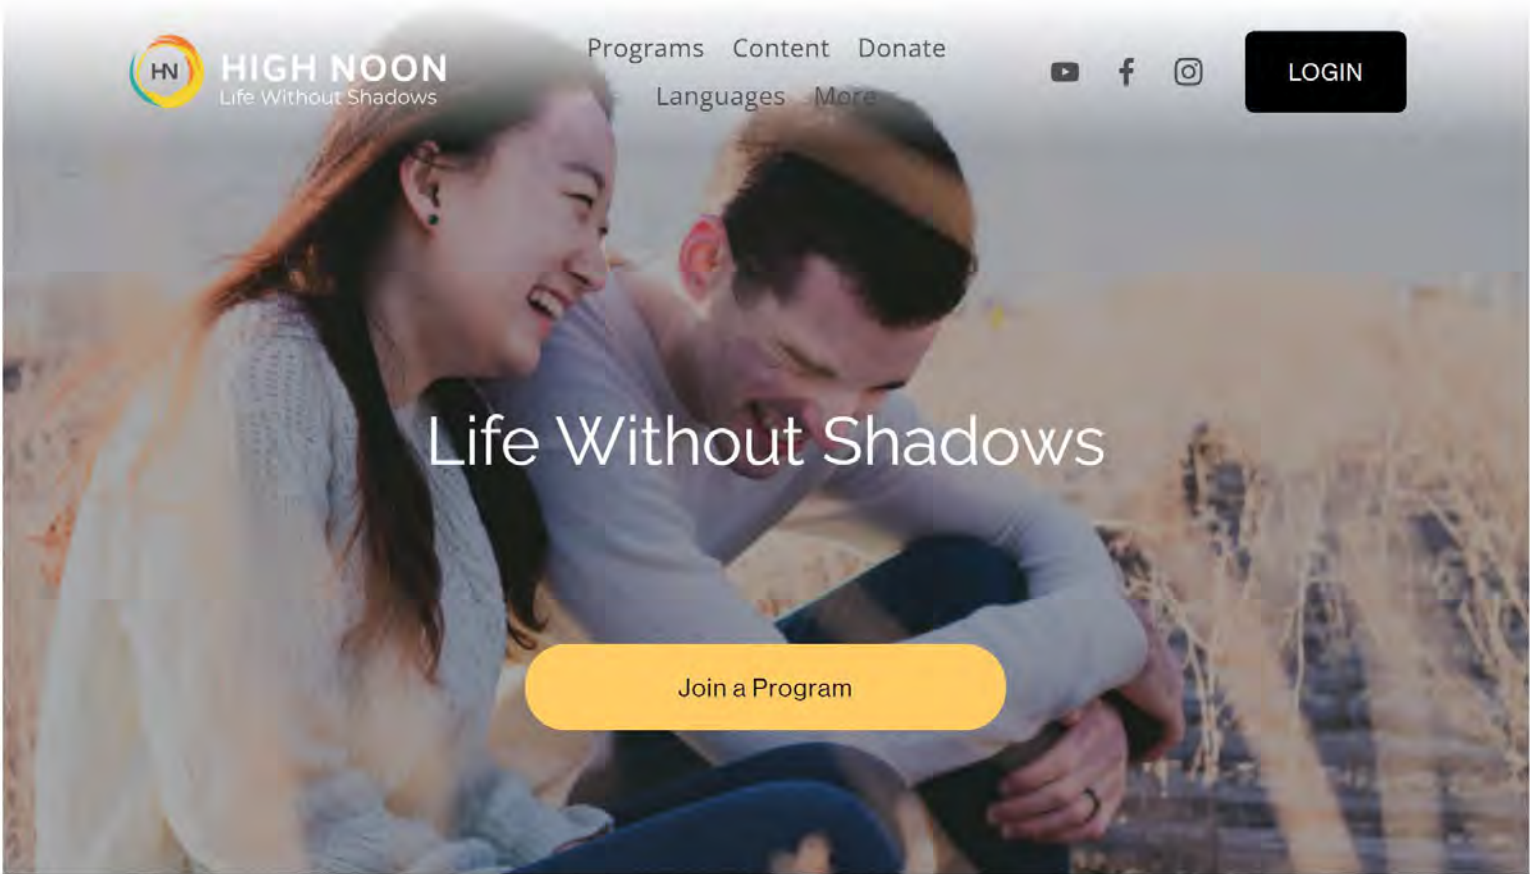 HN
HIGH NOON
Life Without Shadows
Programs Content Donate
Languages More
LOGIN
Life Without Shadows
Join a Program